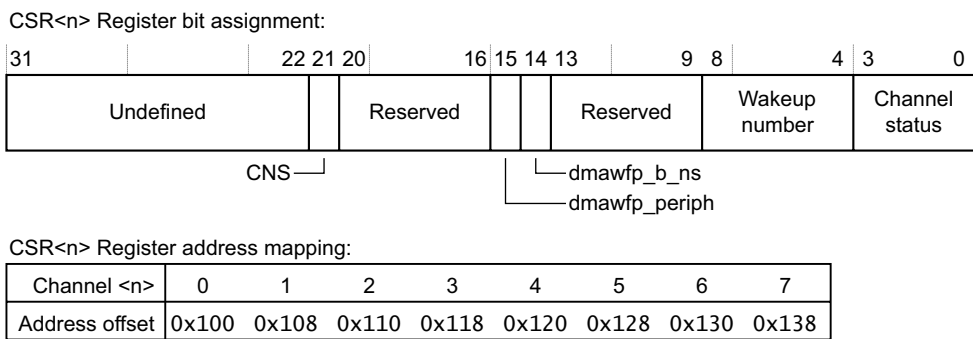 CSR<n> Register bit assignment:
31 22 21 20 16 15 14 13 9 8 4 3 0
Undefined Reserved Reserved Wakeup number Channel status
CNS dmawfp_b_ns
dmawfp_periph
CSR<n> Register address mapping:
Channel <n> 0 1 2 3 4 5 6 7
Address offset 0x100 0x108 0x110 0x118 0x120 0x128 0x130 0x138